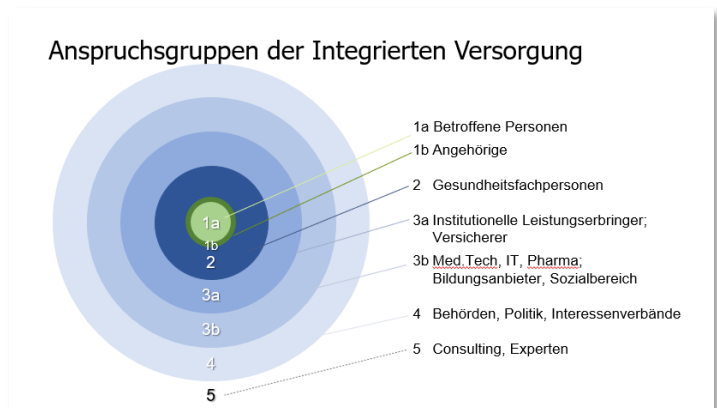 Anspruchsgruppen der Integrierten Versorgung
1a Betroffene Personen
1b Angehörige
2 Gesundheitsfachpersonen
3a Institutionelle Leistungserbringer;
Versicherer
3b Med.Tech, IT, Pharma;
Bildungsanbieter, Sozialbereich
4 Behörden, Politik, Interessenverbände
5 Consulting, Experten
1a
1b
2
3a
3b
4
5